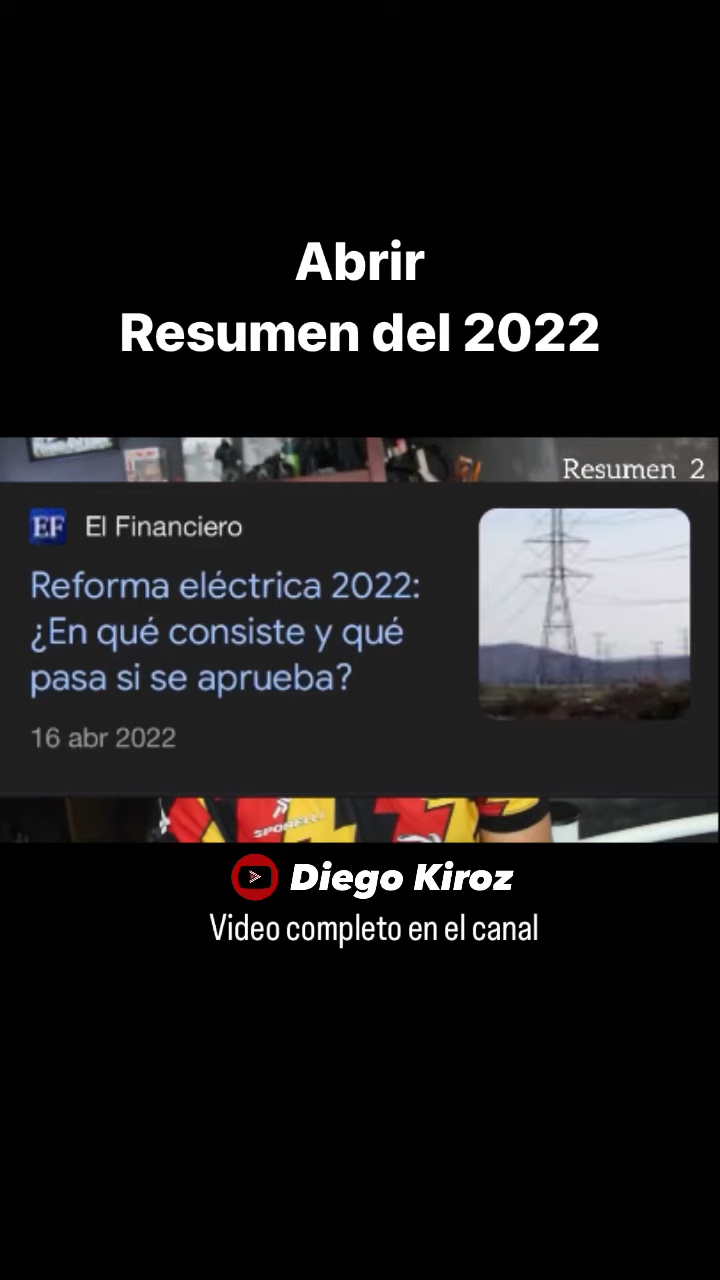 Abrir
Resumen del 2022
Resumen 2
EF El Financiero
Reforma eléctrica 2022:
¿En qué consiste y qué
pasa si se aprueba?
16 abr 2022
SPORELLI
Diego Kiroz
Video completo en el canal